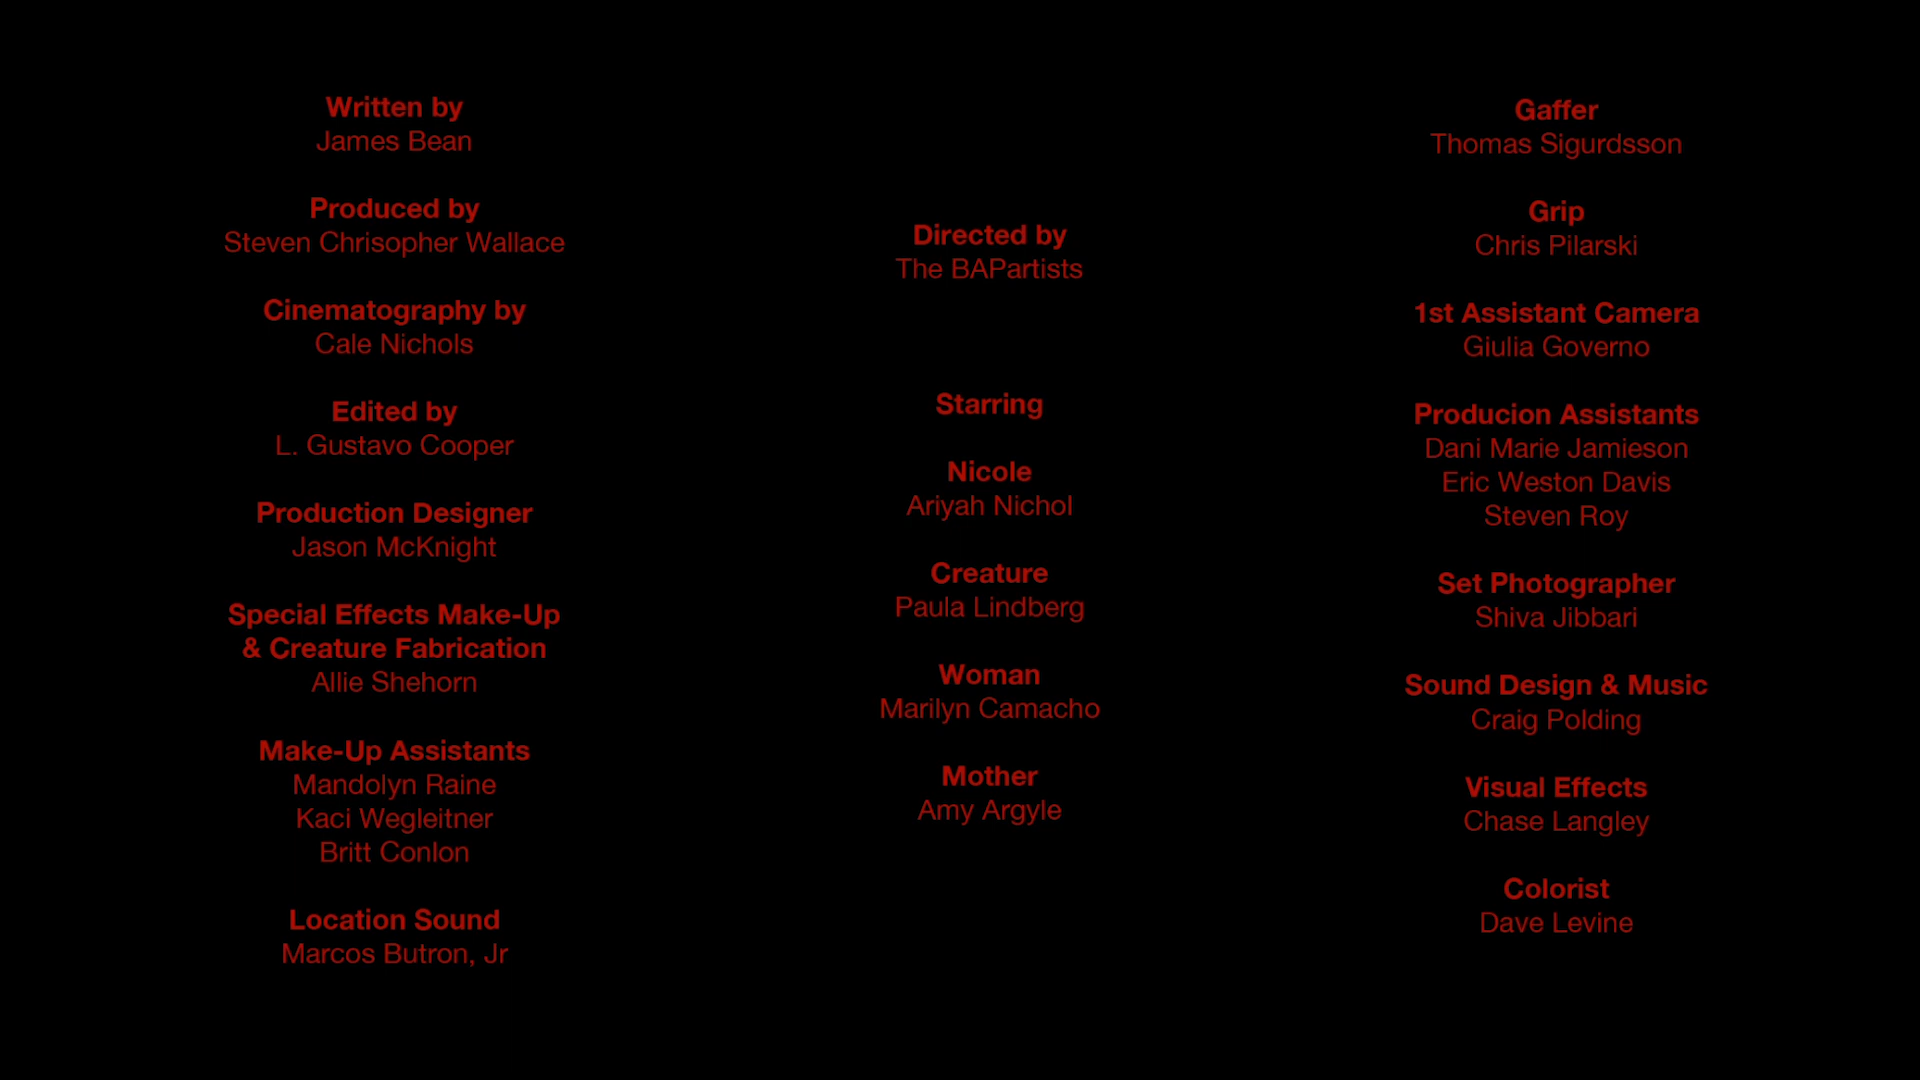 Written by
James Bean
Produced by
Steven Chrisopher Wallace
Cinematography by
Cale Nichols
Edited by
L. Gustavo Cooper
Production Designer
Jason McKnight
Special Effects Make-Up
& Creature Fabrication
Allie Shehorn
Make-Up Assistants
Mandolyn Raine
Kaci Wegleitner
Britt Conlon
Location Sound
Marcos Butron, Jr
Directed by
The BAPartists
Starring
Nicole
Ariyah Nichol
Creature
Paula Lindberg
Woman
Marilyn Camacho
Mother
Amy Argyle
Gaffer
Thomas Sigurdsson
Grip
Chris Pilarski
1st Assistant Camera
Giulia Governo
Producion Assistants
Dani Marie Jamieson
Eric Weston Davis
Steven Roy
Set Photographer
Shiva Jibbari
Sound Design & Music
Craig Polding
Visual Effects
Chase Langley
Colorist
Dave Levine